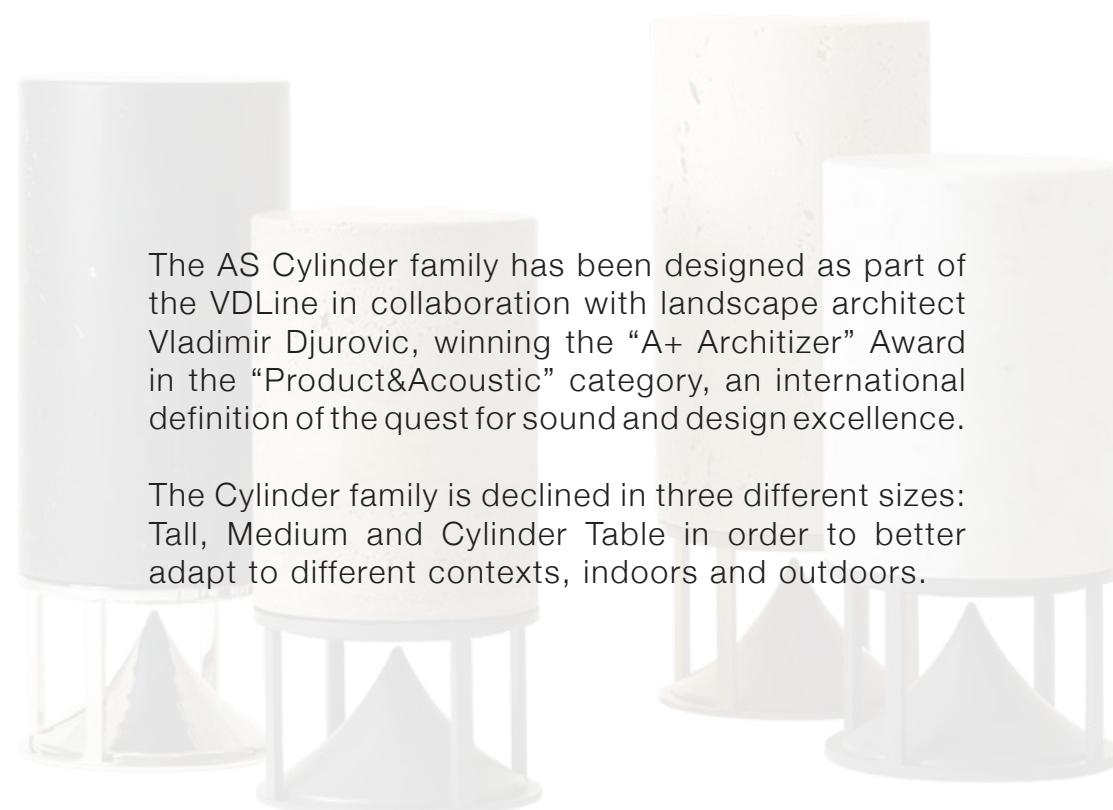 The AS Cylinder family has been designed as part of
the VDLine in collaboration with landscape architect
Vladimir Djurovic, winning the “A+ Architizer” Award
in the “Product&Acoustic” category, an international
definition of the quest for sound and design excellence.
The Cylinder family is declined in three different sizes:
Tall, Medium and Cylinder Table in order to better
adapt to different contexts, indoors and outdoors.